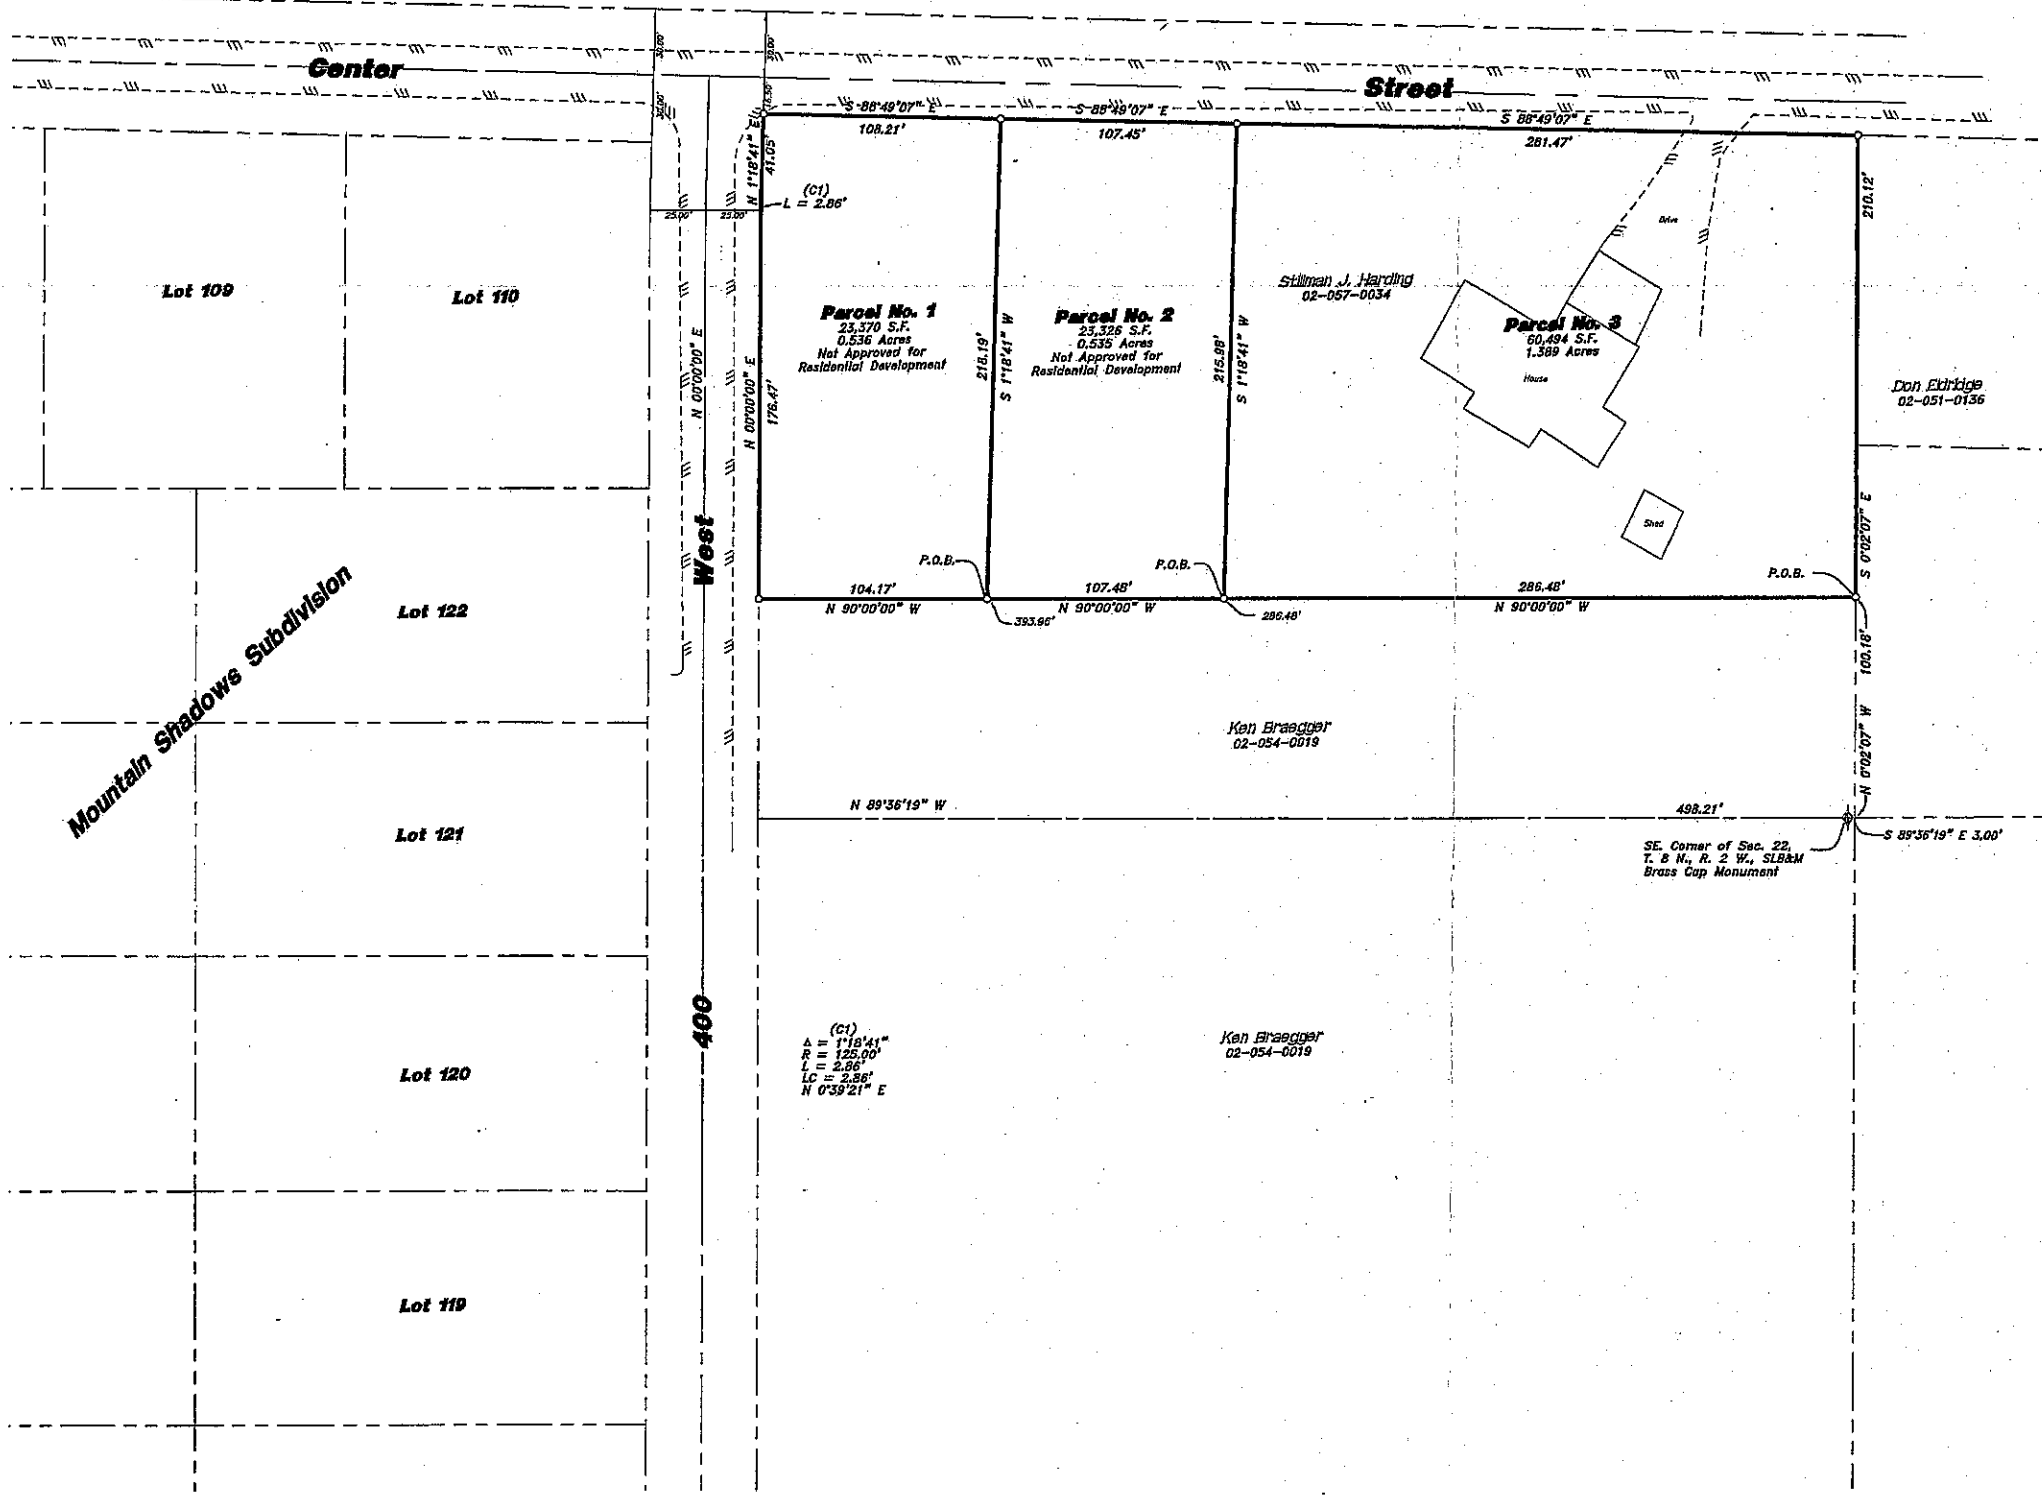 Center
Street
30.00'
30.00'
30.00'
16.50'
S 88°49'07" E
108.21'
S 88°49'07" E
107.45'
S 88°49'07" E
281.47'
N 1°18'41" E
41.05'
(C1)
L = 2.86'
25.00'
25.00'
210.12'
Drive
Lot 109
Lot 110
Stillman J. Harding
02-057-0034
Parcel No. 1
23,370 S.F.
0.536 Acres
Not Approved for
Residential Development
Parcel No. 2
23,326 S.F.
0.535 Acres
Not Approved for
Residential Development
Parcel No. 3
60,494 S.F.
1.389 Acres
House
N 00°00'00" E
N 00°00'00" E
176.47'
218.19'
S 1°18'41" W
215.98'
S 1°18'41" W
Don Eldridge
02-051-0136
Shed
S 0°02'07" E
West
P.O.B.
P.O.B.
P.O.B.
104.17'
N 90°00'00" W
107.48'
N 90°00'00" W
286.48'
N 90°00'00" W
393.96'
286.48'
Mountain Shadows Subdivision
Lot 122
100.18'
N 0°02'07" W
Ken Braegger
02-054-0019
N 89°36'19" W
498.21'
S 89°36'19" E 3.00'
SE. Corner of Sec. 22,
T. 8 N., R. 2 W., SLB&M
Brass Cap Monument
Lot 121
400
(C1)
Δ = 1°18'41"
R = 125.00'
L = 2.86'
LC = 2.86'
N 0°39'21" E
Ken Braegger
02-054-0019
Lot 120
Lot 119